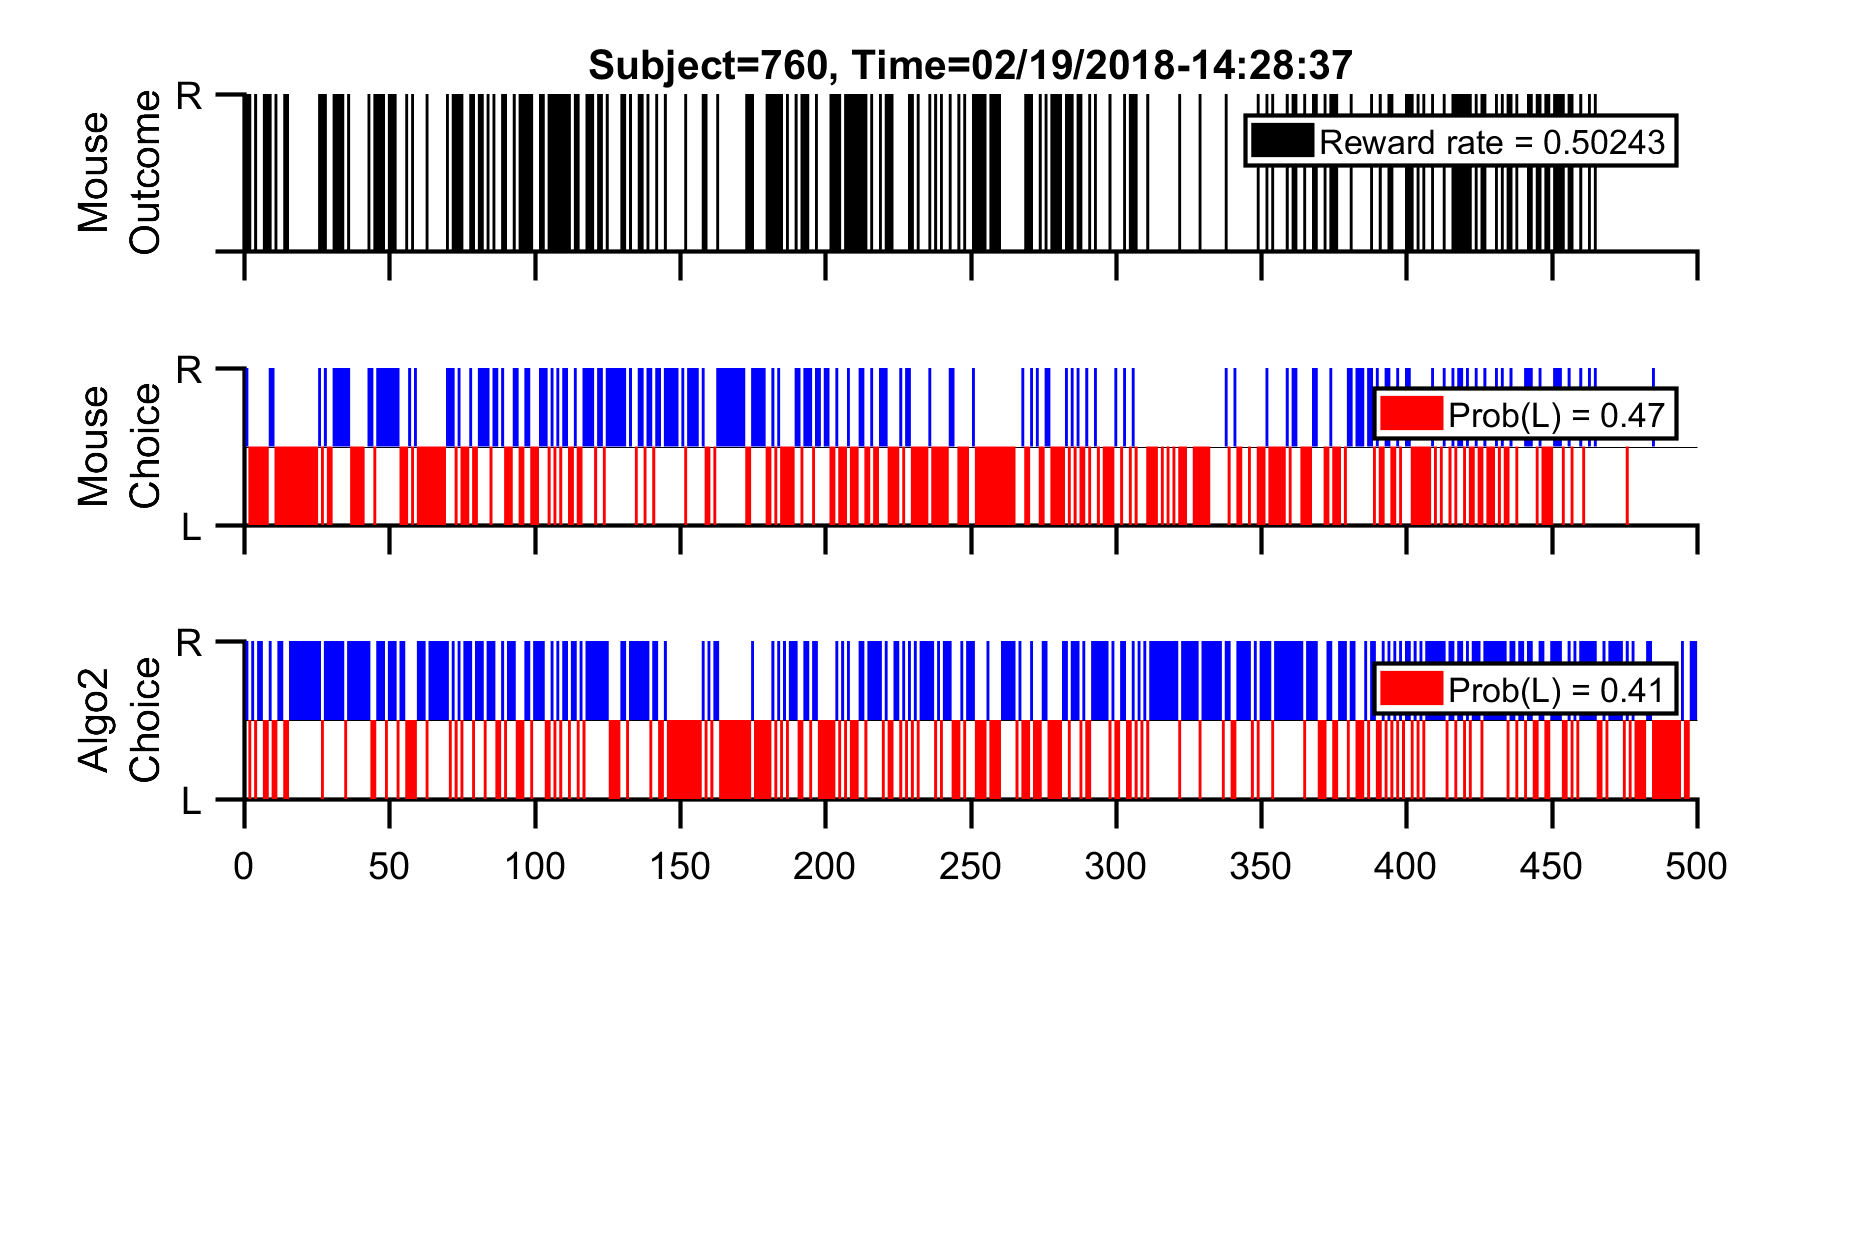 Subject=760, Time=02/19/2018-14:28:37
Mouse
Outcome
R
Reward rate = 0.50243
Mouse
Choice
R
L
Prob(L) = 0.47
Algo2
Choice
R
L
Prob(L) = 0.41
0 50 100 150 200 250 300 350 400 450 500